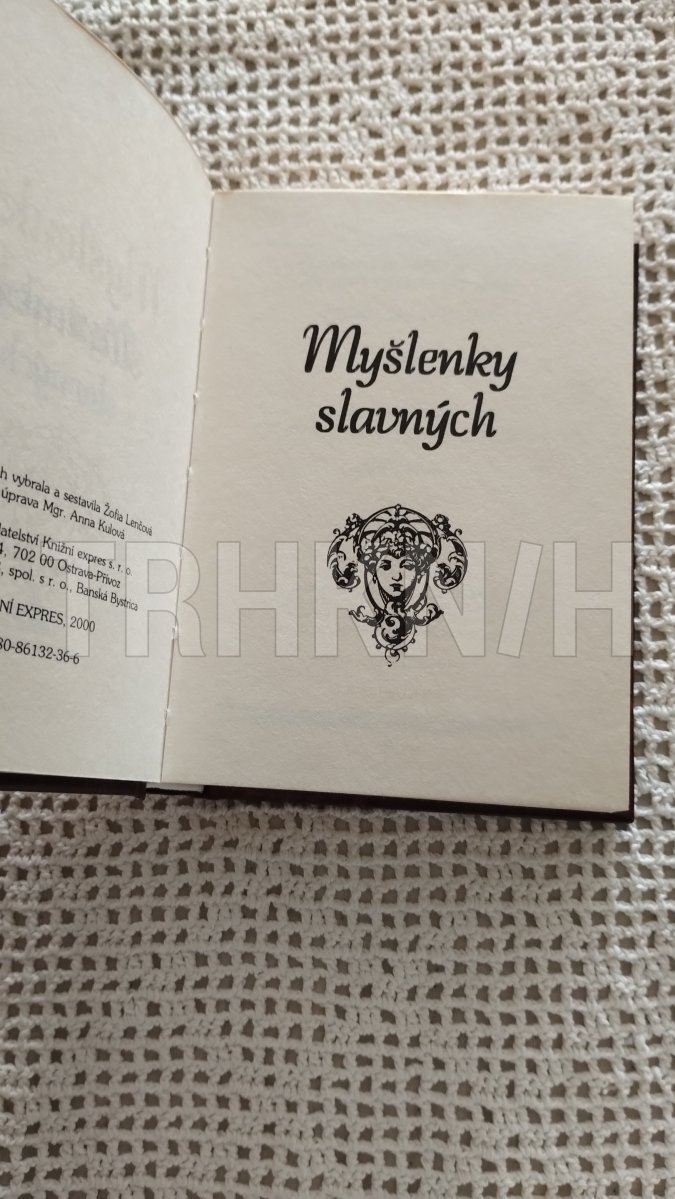 h vybrala a sestavila Žofia Lenčová
úprava Mgr. Anna Kulová
latelství Knižní expres s. r. o.
4, 702 00 Ostrava-Přívoz
, spol. s r. o., Banská Bystrica
NÍ EXPRES, 2000
80-86132-36-6
Myšlenky
slavných
TRHKNIH